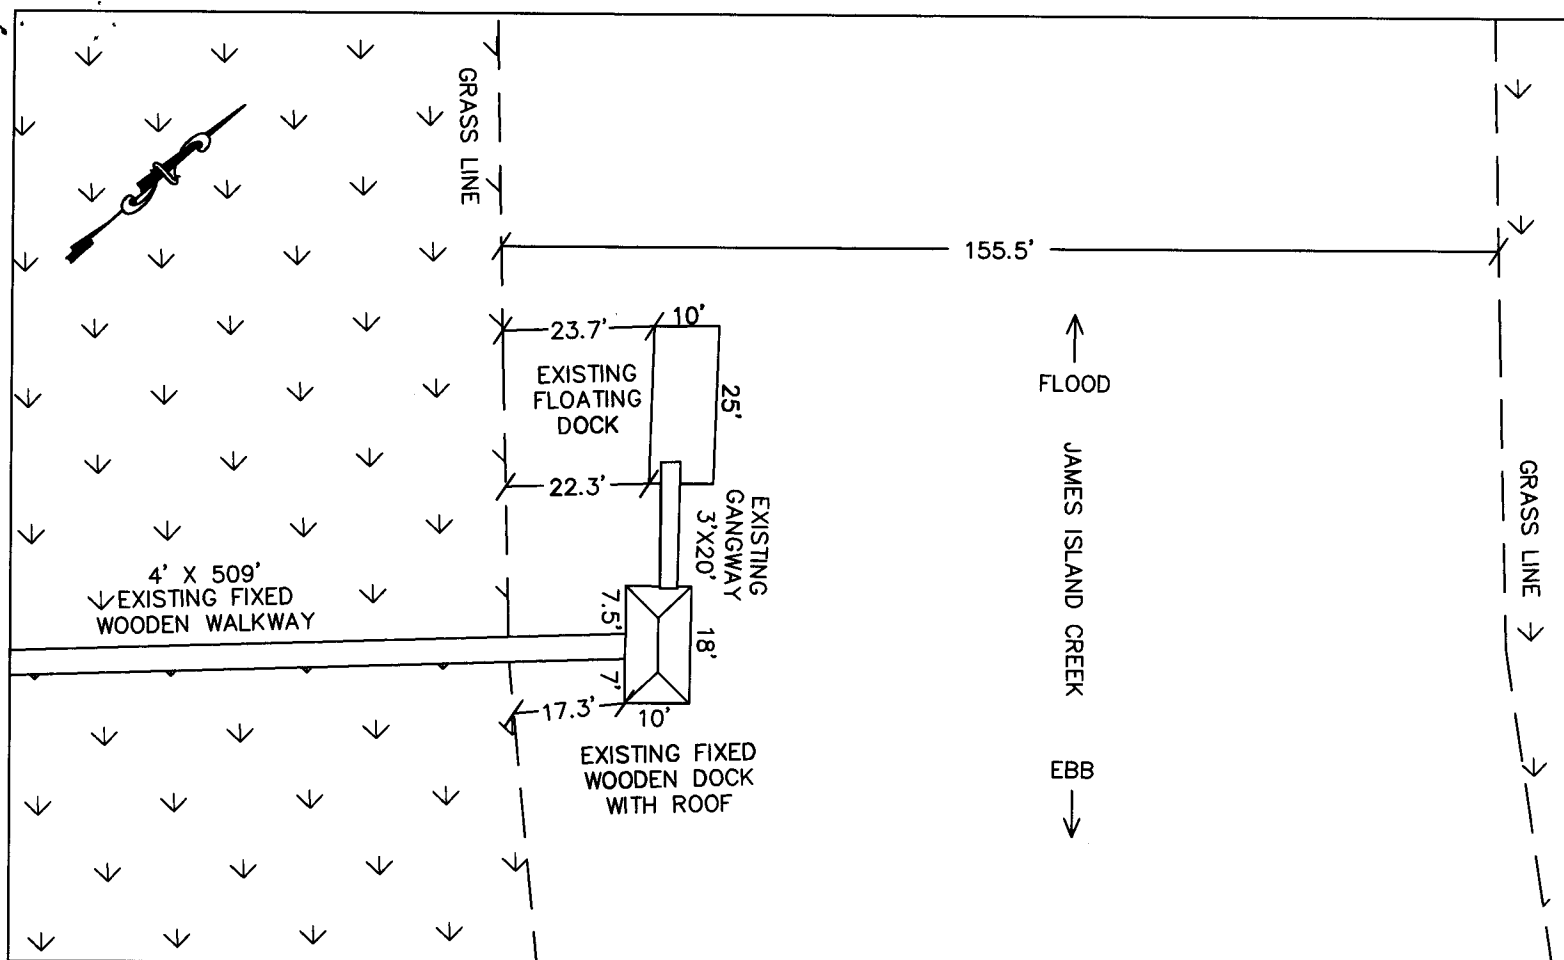 GRASS LINE
155.5'
23.7'
10'
EXISTING
FLOATING
DOCK
25'
22.3'
EXISTING
GANGWAY
3'X20'
FLOOD
JAMES ISLAND CREEK
EBB
GRASS LINE
4' X 509'
EXISTING FIXED
WOODEN WALKWAY
7.5'
18'
7'
17.3'
10'
EXISTING FIXED
WOODEN DOCK
WITH ROOF